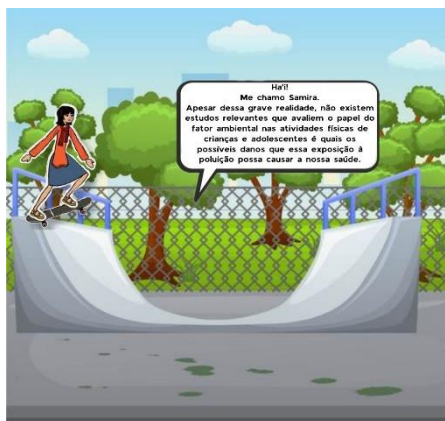 Ha'i!
Me chamo Samira.
Apesar dessa grave realidade, não existem
estudos relevantes que avaliem o papel do
fator ambiental nas atividades físicas de
crianças e adolescentes é quais os
possíveis danos que essa exposição à
poluição possa causar a nossa saúde.